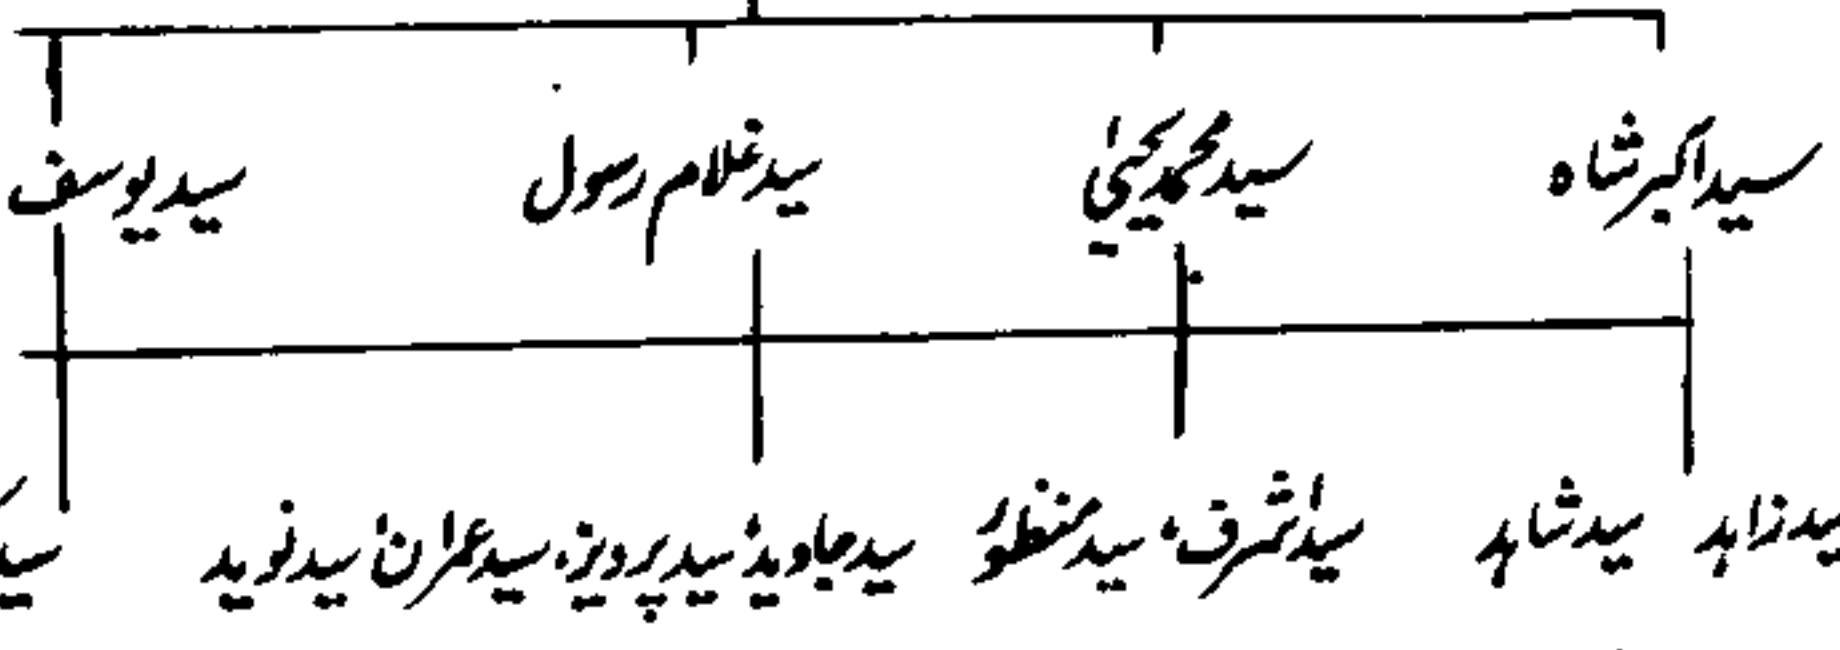 سید اکبر شاہ سید محمد یحییٰ سید غلام رسول سید یوسف
سید زاہد سید شاہد سید اشرف، سید منظور سید جاوید، سید پرویز، سید عمران، سید نوید سید